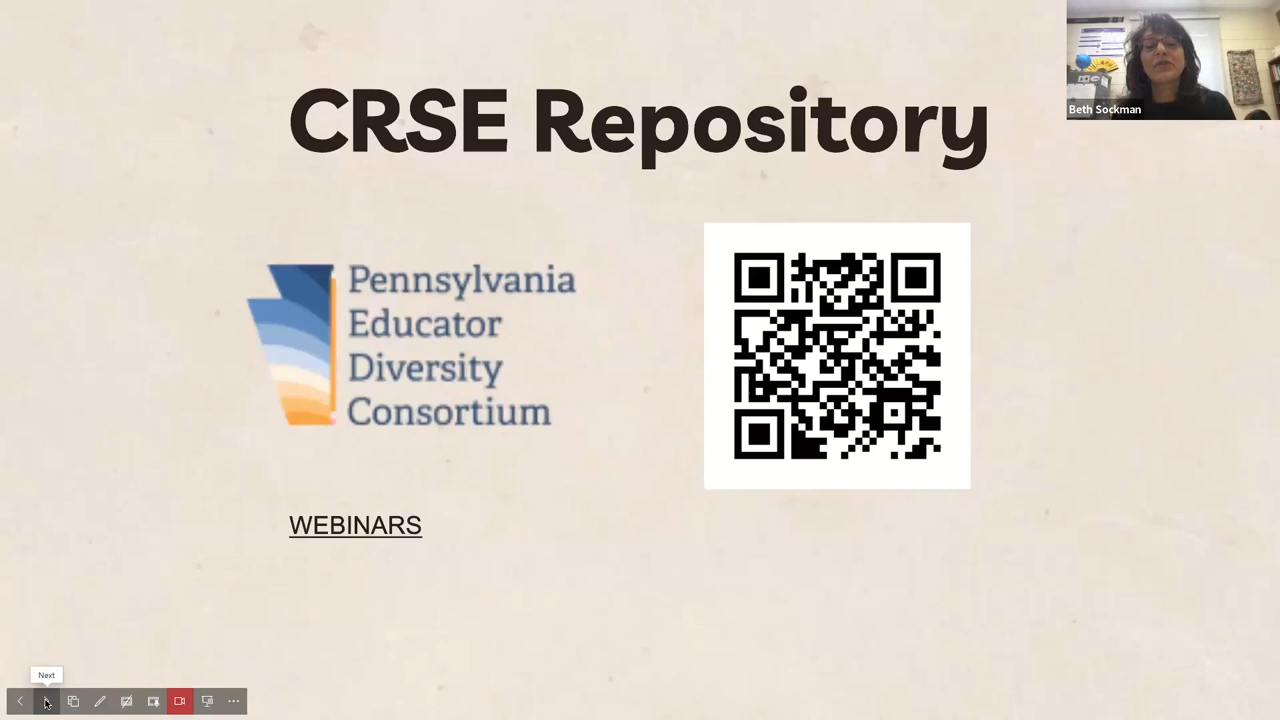 CRSE Repository
Beth Sockman
Pennsylvania
Educator
Diversity
Consortium
WEBINARS
Next